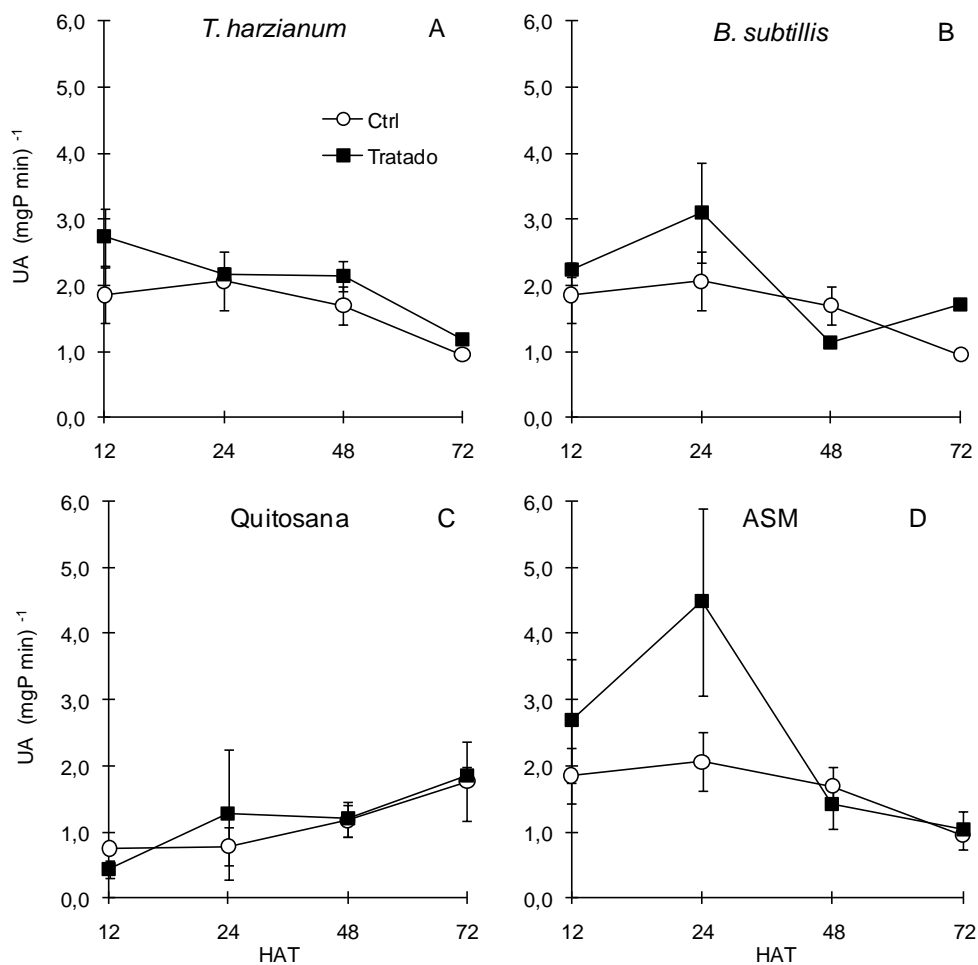 T. harzianum A
6,0
5,0
4,0
3,0
2,0
1,0
0,0
UA (mgP min) -1
Ctrl
Tratado
12 24 48 72
B. subtillis B
6,0
5,0
4,0
3,0
2,0
1,0
0,0
12 24 48 72
Quitosana C
6,0
5,0
4,0
3,0
2,0
1,0
0,0
UA (mgP min) -1
12 24 48 72
HAT
ASM D
6,0
5,0
4,0
3,0
2,0
1,0
0,0
12 24 48 72
HAT